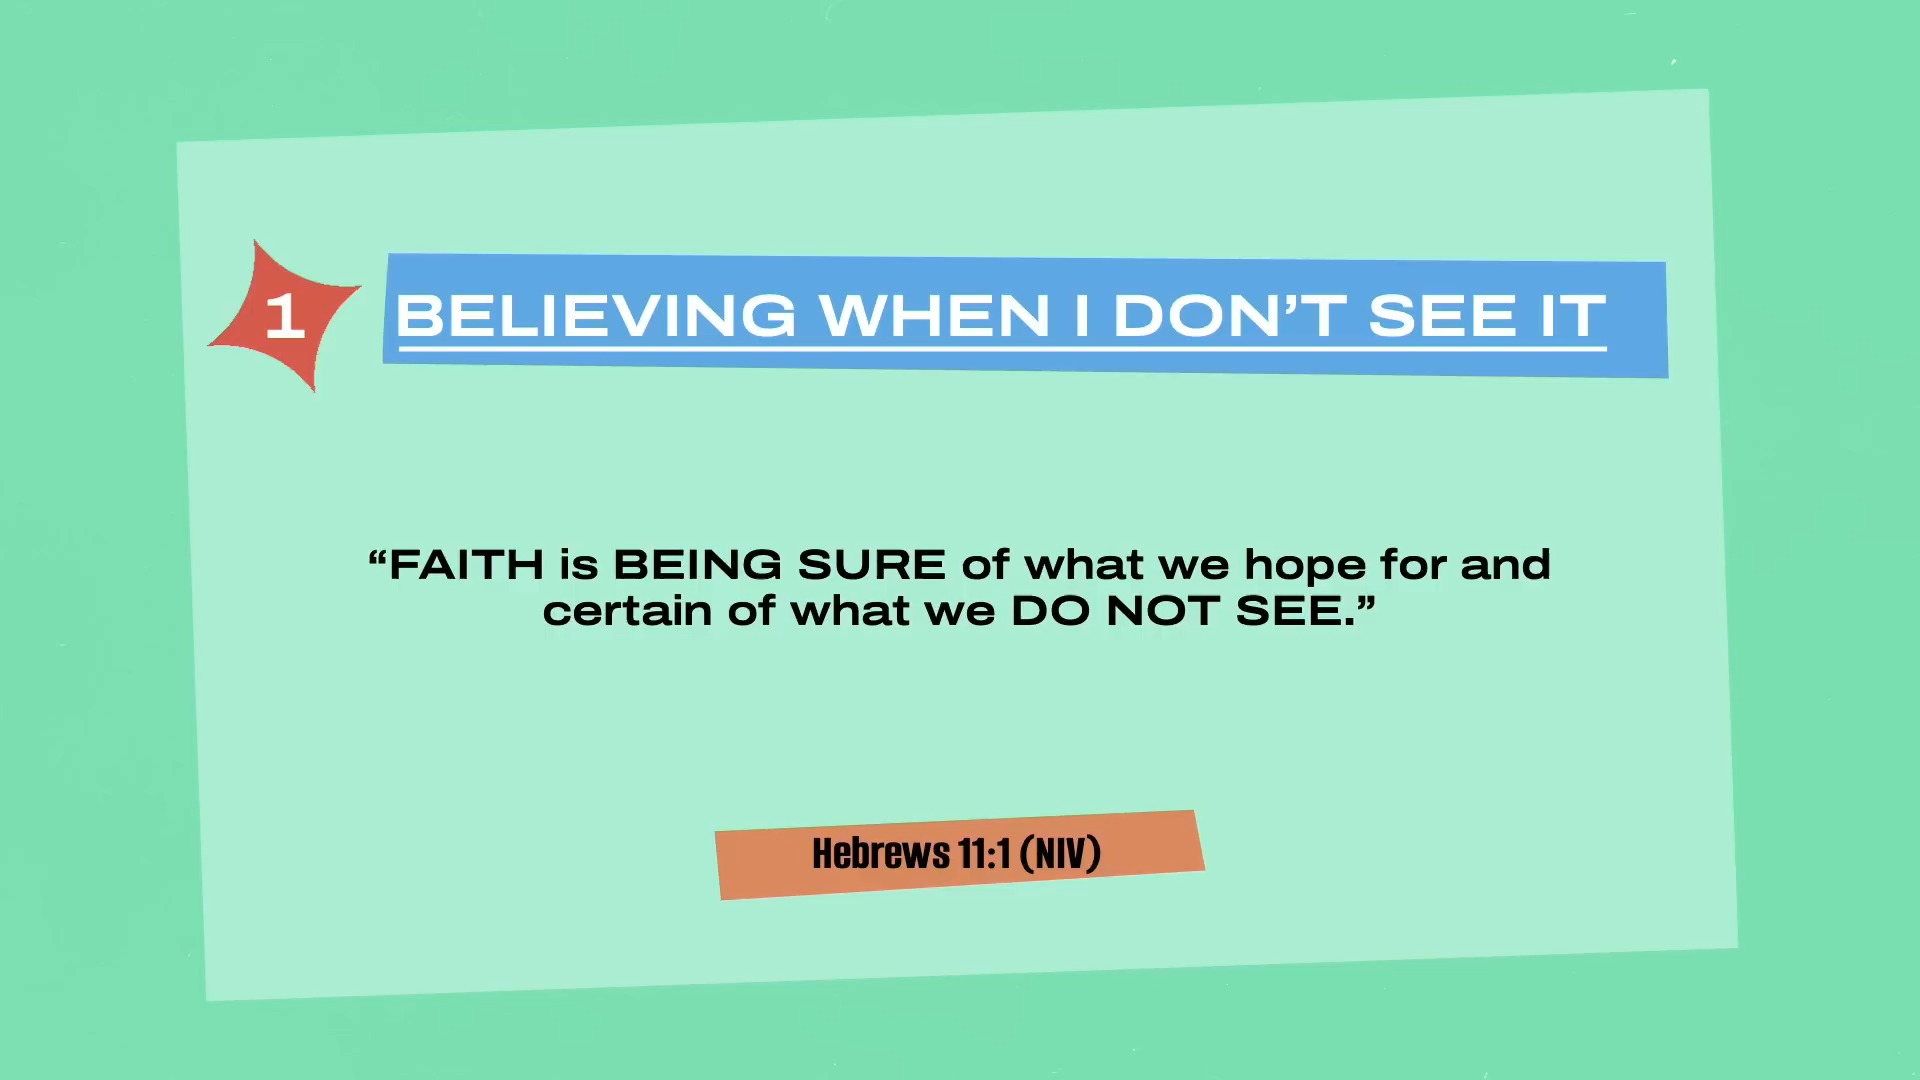 1
BELIEVING WHEN I DON’T SEE IT
“FAITH is BEING SURE of what we hope for and
certain of what we DO NOT SEE.”
Hebrews 11:1 (NIV)